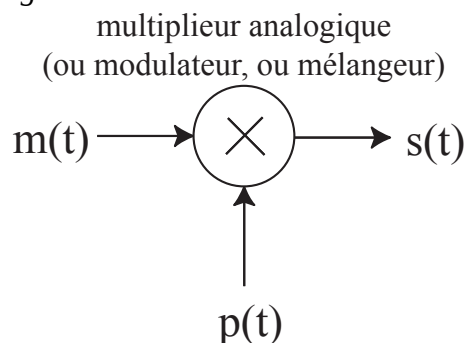 multiplieur analogique
(ou modulateur, ou mélangeur)
m(t)
s(t)
p(t)